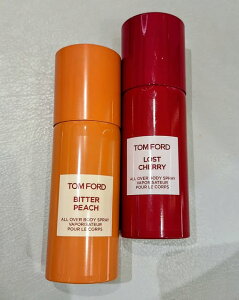 TOM FORD
BITTER
PEACH
ALL OVER BODY SPRAY
VAPORISATEUR
POUR LE CORPS
TOM FORD
LOST
CHERRY
ALL OVER BODY SPRAY
VAPORISATEUR
POUR LE CORPS